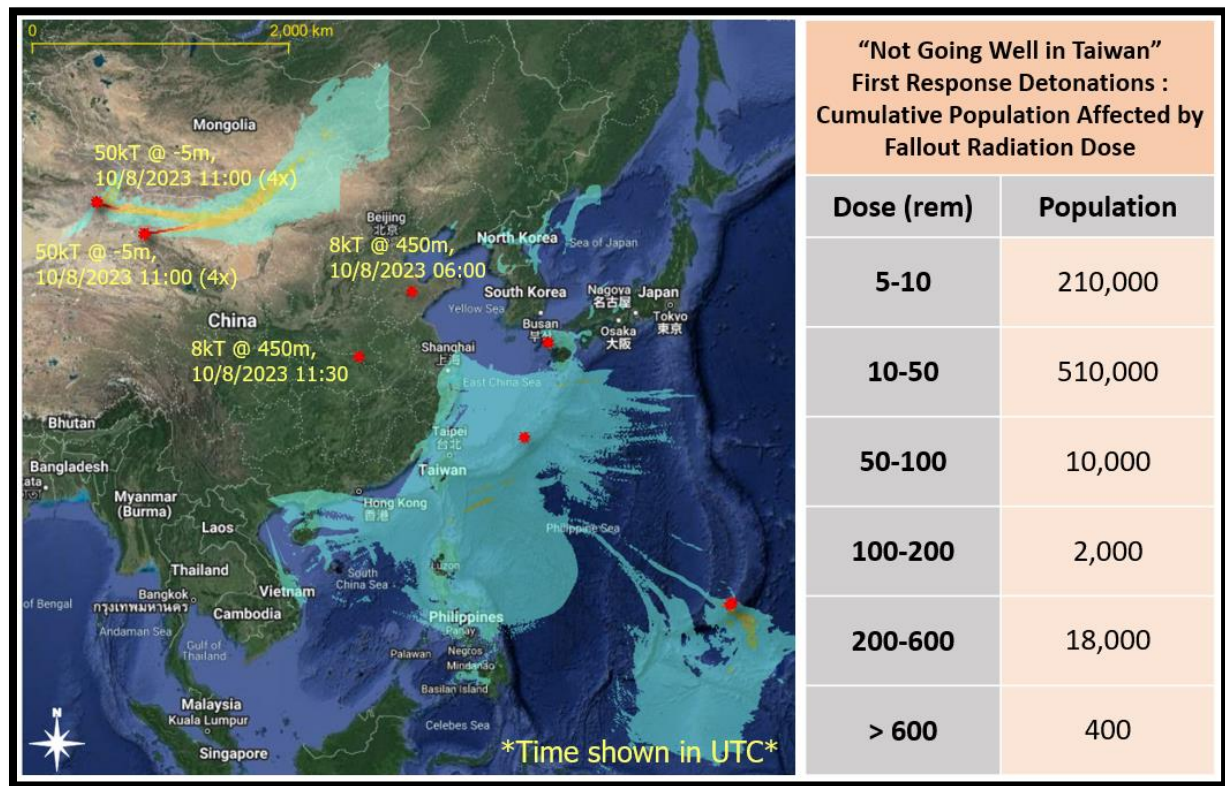 0
2,000 km
Mongolia
50kT @ -5m,
10/8/2023 11:00 (4x)
50kT @ -5m,
10/8/2023 11:00 (4x)
Beijing
北京
8kT @ 450m,
10/8/2023 06:00
North Korea
Sea of Japan
South Korea
Nagoya
名古屋
Japan
Tokyo
東京
Yellow Sea
Busan
부산
Osaka
大阪
China
8kT @ 450m,
10/8/2023 11:30
Shanghai
上海
East China Sea
Bhutan
Taipei
台北
Bangladesh
Taiwan
Myanmar
(Burma)
Hong Kong
香港
Laos
Philippine Sea
Thailand
South
China Sea
Luzon
of Bengal
Bangkok
กรุงเทพมหานคร
Vietnam
Cambodia
Philippines
Panay
Andaman Sea
Gulf of
Thailand
Palawan
Negros
Mindanao
Basilan Island
Malaysia
Kuala Lumpur
Celebes Sea
N
Singapore
*Time shown in UTC*
“Not Going Well in Taiwan”
First Response Detonations :
Cumulative Population Affected by
Fallout Radiation Dose
Dose (rem) Population
5-10 210,000
10-50 510,000
50-100 10,000
100-200 2,000
200-600 18,000
> 600 400